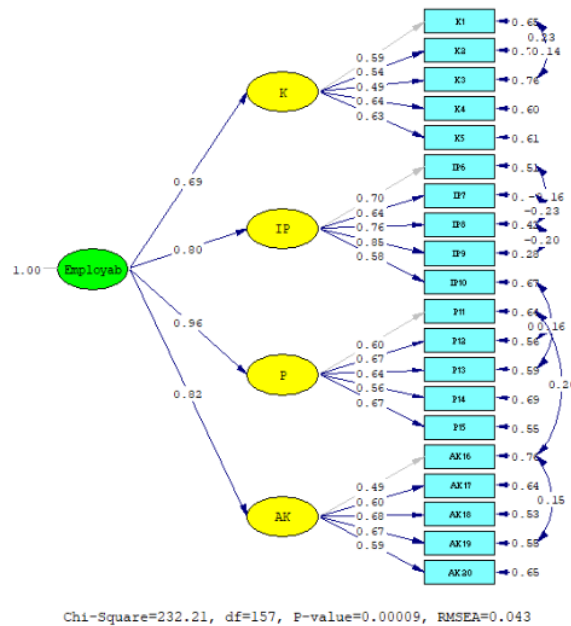 K1 0.65
0.23
0.59 K2 0.14
0.54
0.49 K3 0.76
K
0.64 K4 0.60
0.63
K5 0.61
IP6 0.51
0.69
0.70 IP7 -0.16
0.64 -0.23
0.76 IP8
IP
0.85 -0.20
0.80 0.58 IP9 0.28
1.00 Employab
IP10 0.67
P11 0.64
0.96 0.60 0.16
0.67 P12 0.56
0.64 P13 0.59
P
0.56
0.82 0.67 P14 0.69
P15 0.55
AK16 0.76
0.49
0.60 AK17 0.64
0.68 0.15
AK AK18 0.53
0.67
0.59 AK19
AK20 0.65
Chi-Square=232.21, df=157, P-value=0.00009, RMSEA=0.043